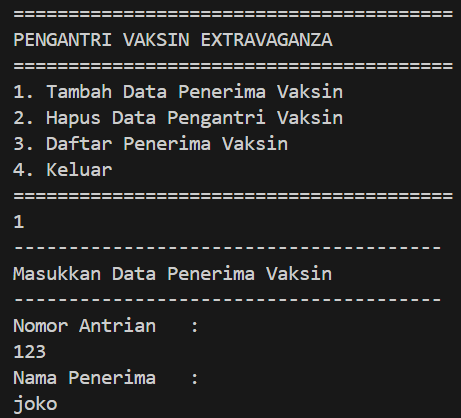 ========================================
PENGANTRI VAKSIN EXTRAVAGANZA
========================================
1. Tambah Data Penerima Vaksin
2. Hapus Data Pengantri Vaksin
3. Daftar Penerima Vaksin
4. Keluar
========================================
1
---------------------------------------
Masukkan Data Penerima Vaksin
---------------------------------------
Nomor Antrian   :
123
Nama Penerima   :
joko